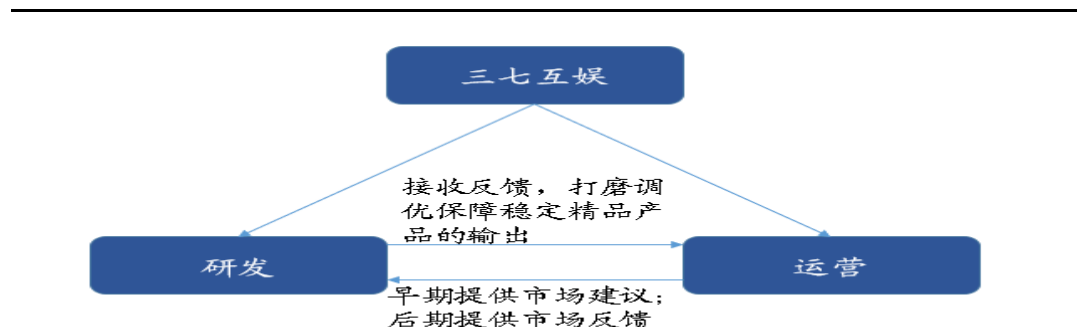 三七互娱
接收反馈，打磨调
优保障稳定精品产
品的输出
研发
运营
早期提供市场建议；
后期提供市场反馈